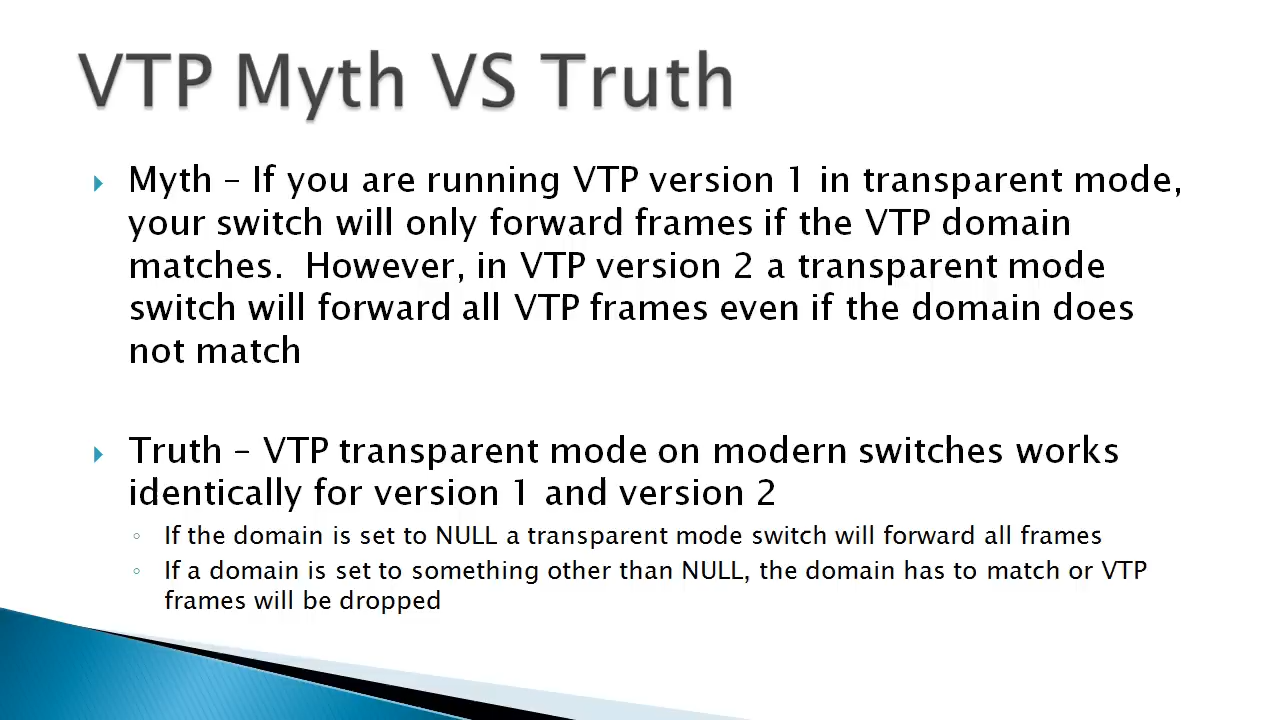 VTP Myth VS Truth
Myth – If you are running VTP version 1 in transparent mode,
your switch will only forward frames if the VTP domain
matches.  However, in VTP version 2 a transparent mode
switch will forward all VTP frames even if the domain does
not match
Truth – VTP transparent mode on modern switches works
identically for version 1 and version 2
If the domain is set to NULL a transparent mode switch will forward all frames
If a domain is set to something other than NULL, the domain has to match or VTP
frames will be dropped